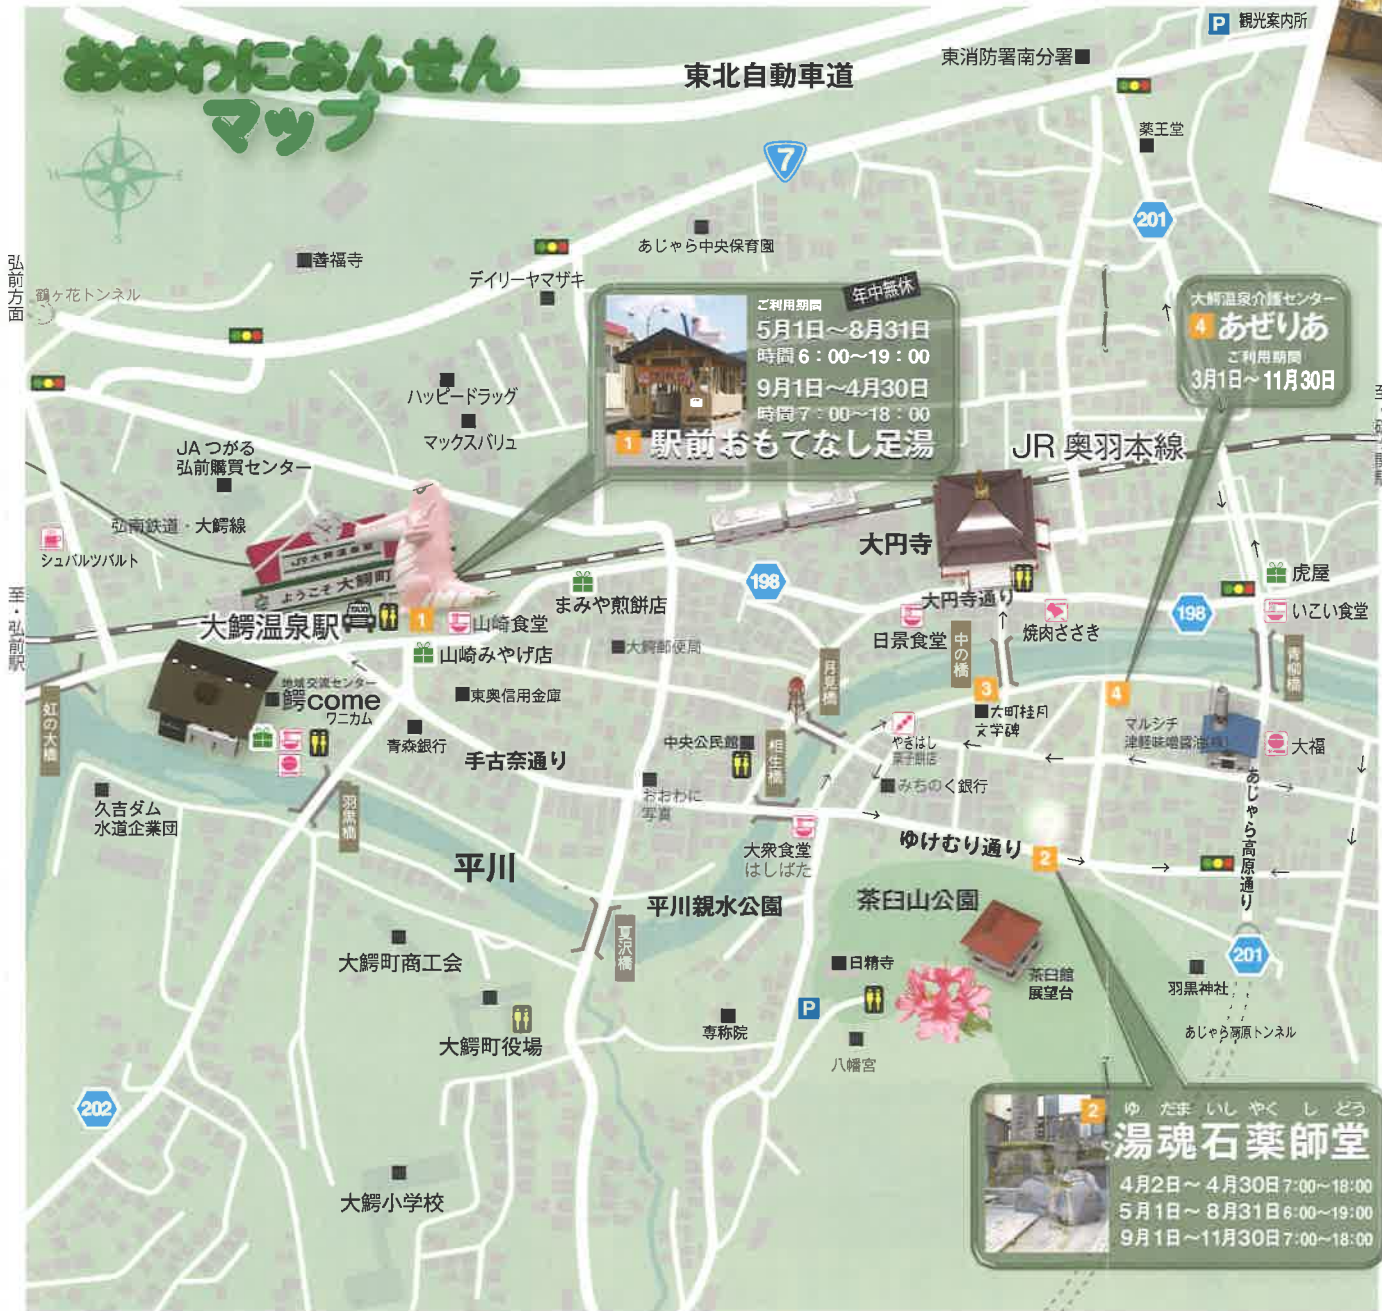 おおわにおんせん
マップ
N
W
E
S
東北自動車道
東消防署南分署
P 観光案内所
薬王堂
7
201
弘前方面
鶴ヶ花トンネル
善福寺
デイリーヤマザキ
あじゃら中央保育園
ご利用期間
年中無休
5月1日～8月31日
時間 6：00～19：00
9月1日～4月30日
時間 7：00～18：00
1 駅前おもてなし足湯
大鰐温泉介護センター
4 あぜりあ
ご利用期間
3月1日～11月30日
ハッピードラッグ
マックスバリュ
JA つがる
弘前購買センター
JR 奥羽本線
弘南鉄道・大鰐線
シュバルツバルト
JR大鰐温泉駅
ようこそ 大鰐町
至・弘前駅
大鰐温泉駅
TAXI
1
山崎食堂
山崎みやげ店
まみや煎餅店
大鰐郵便局
198
大円寺
大円寺通り
日景食堂
中の橋
焼肉ささき
198
虎屋
いこい食堂
青柳橋
虹の大橋
地域交流センター
鰐come
ワニカム
東奥信用金庫
青森銀行
手古奈通り
月見橋
3
大町桂月
文学碑
4
マルシチ
津軽味噌醤油㈱
大福
中央公民館
相生橋
やぎはし
菓子餅店
みちのく銀行
おおわに
写真
久吉ダム
水道企業団
羽黒橋
平川
大衆食堂
はしばた
ゆけむり通り
2
あじゃら高原通り
平川親水公園
茶臼山公園
夏沢橋
大鰐町商工会
日精寺
茶臼館
展望台
201
羽黒神社
あじゃら高原トンネル
大鰐町役場
専称院
P
八幡宮
202
大鰐小学校
2
ゆ だま いし やく し どう
湯魂石薬師堂
4月2日～ 4月30日 7:00～18:00
5月1日～ 8月31日 6:00～19:00
9月1日～11月30日 7:00～18:00